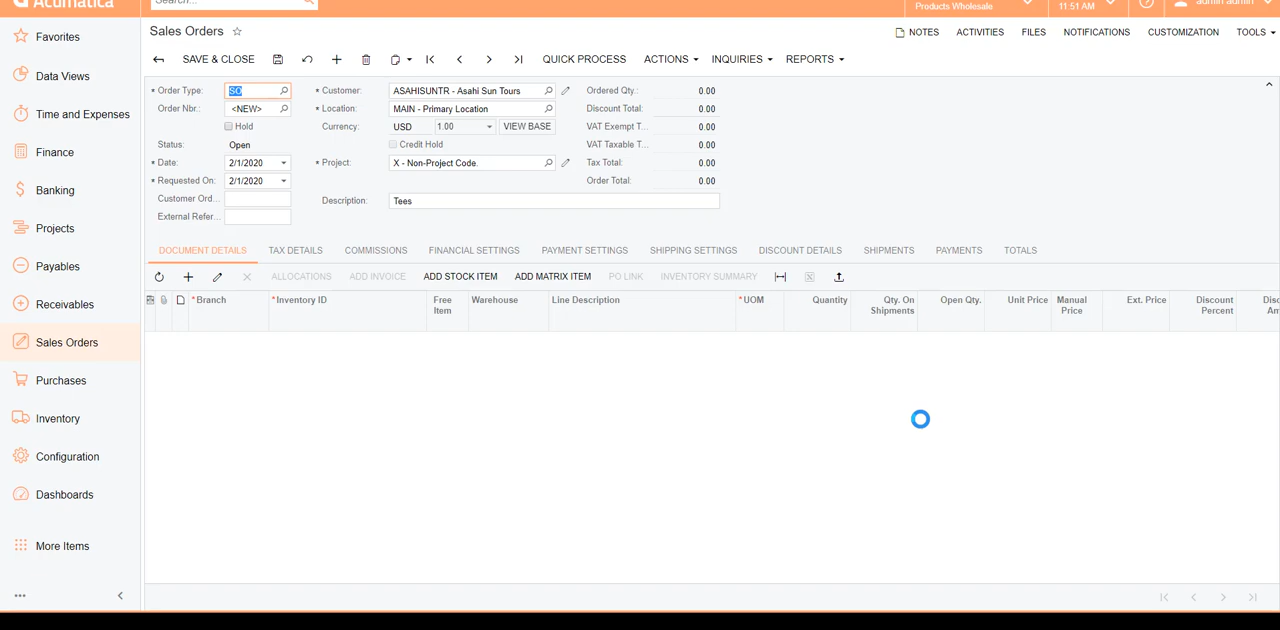 Acumatica
Search...
Products Wholesale
11:51 AM
admin admin
Sales Orders
NOTES ACTIVITIES FILES NOTIFICATIONS CUSTOMIZATION TOOLS
SAVE & CLOSE QUICK PROCESS ACTIONS INQUIRIES REPORTS
Favorites
Data Views
Time and Expenses
Finance
Banking
Projects
Payables
Receivables
Sales Orders
Purchases
Inventory
Configuration
Dashboards
More Items
* Order Type: SO * Customer: ASAHISUNTR - Asahi Sun Tours Ordered Qty.: 0.00
Order Nbr.: <NEW> * Location: MAIN - Primary Location Discount Total: 0.00
Hold Currency: USD 1.00 VIEW BASE VAT Exempt T... 0.00
Status: Open Credit Hold VAT Taxable T... 0.00
* Date: 2/1/2020 * Project: X - Non-Project Code. Tax Total: 0.00
* Requested On: 2/1/2020 Order Total: 0.00
Customer Ord... Description: Tees
External Refer...
DOCUMENT DETAILS TAX DETAILS COMMISSIONS FINANCIAL SETTINGS PAYMENT SETTINGS SHIPPING SETTINGS DISCOUNT DETAILS SHIPMENTS PAYMENTS TOTALS
ALLOCATIONS ADD INVOICE ADD STOCK ITEM ADD MATRIX ITEM PO LINK INVENTORY SUMMARY
*Branch *Inventory ID Free Item Warehouse Line Description *UOM Quantity Qty. On Shipments Open Qty. Unit Price Manual Price Ext. Price Discount Percent Disc Am